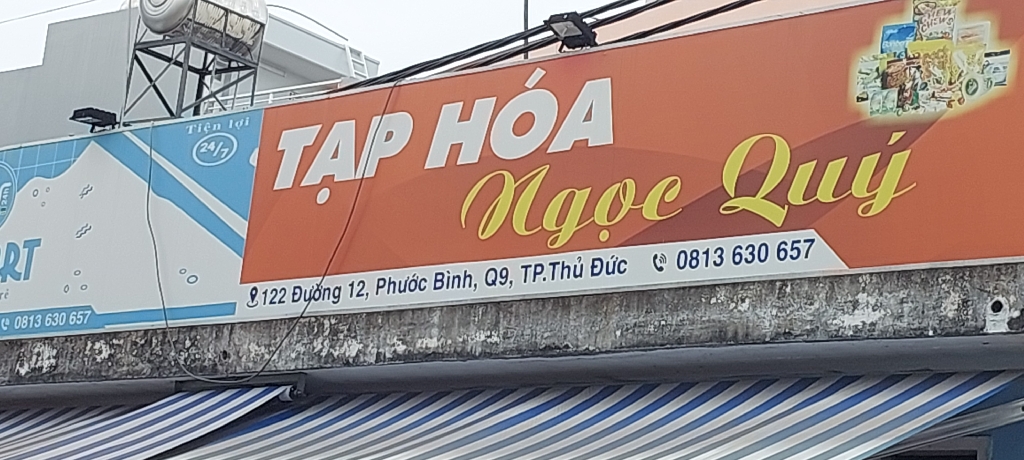 Tiện lợi
24/7
RT
0813 630 657
TẠP HÓA
Ngọc Quý
122 Đường 12, Phước Bình, Q9, TP.Thủ Đức
0813 630 657